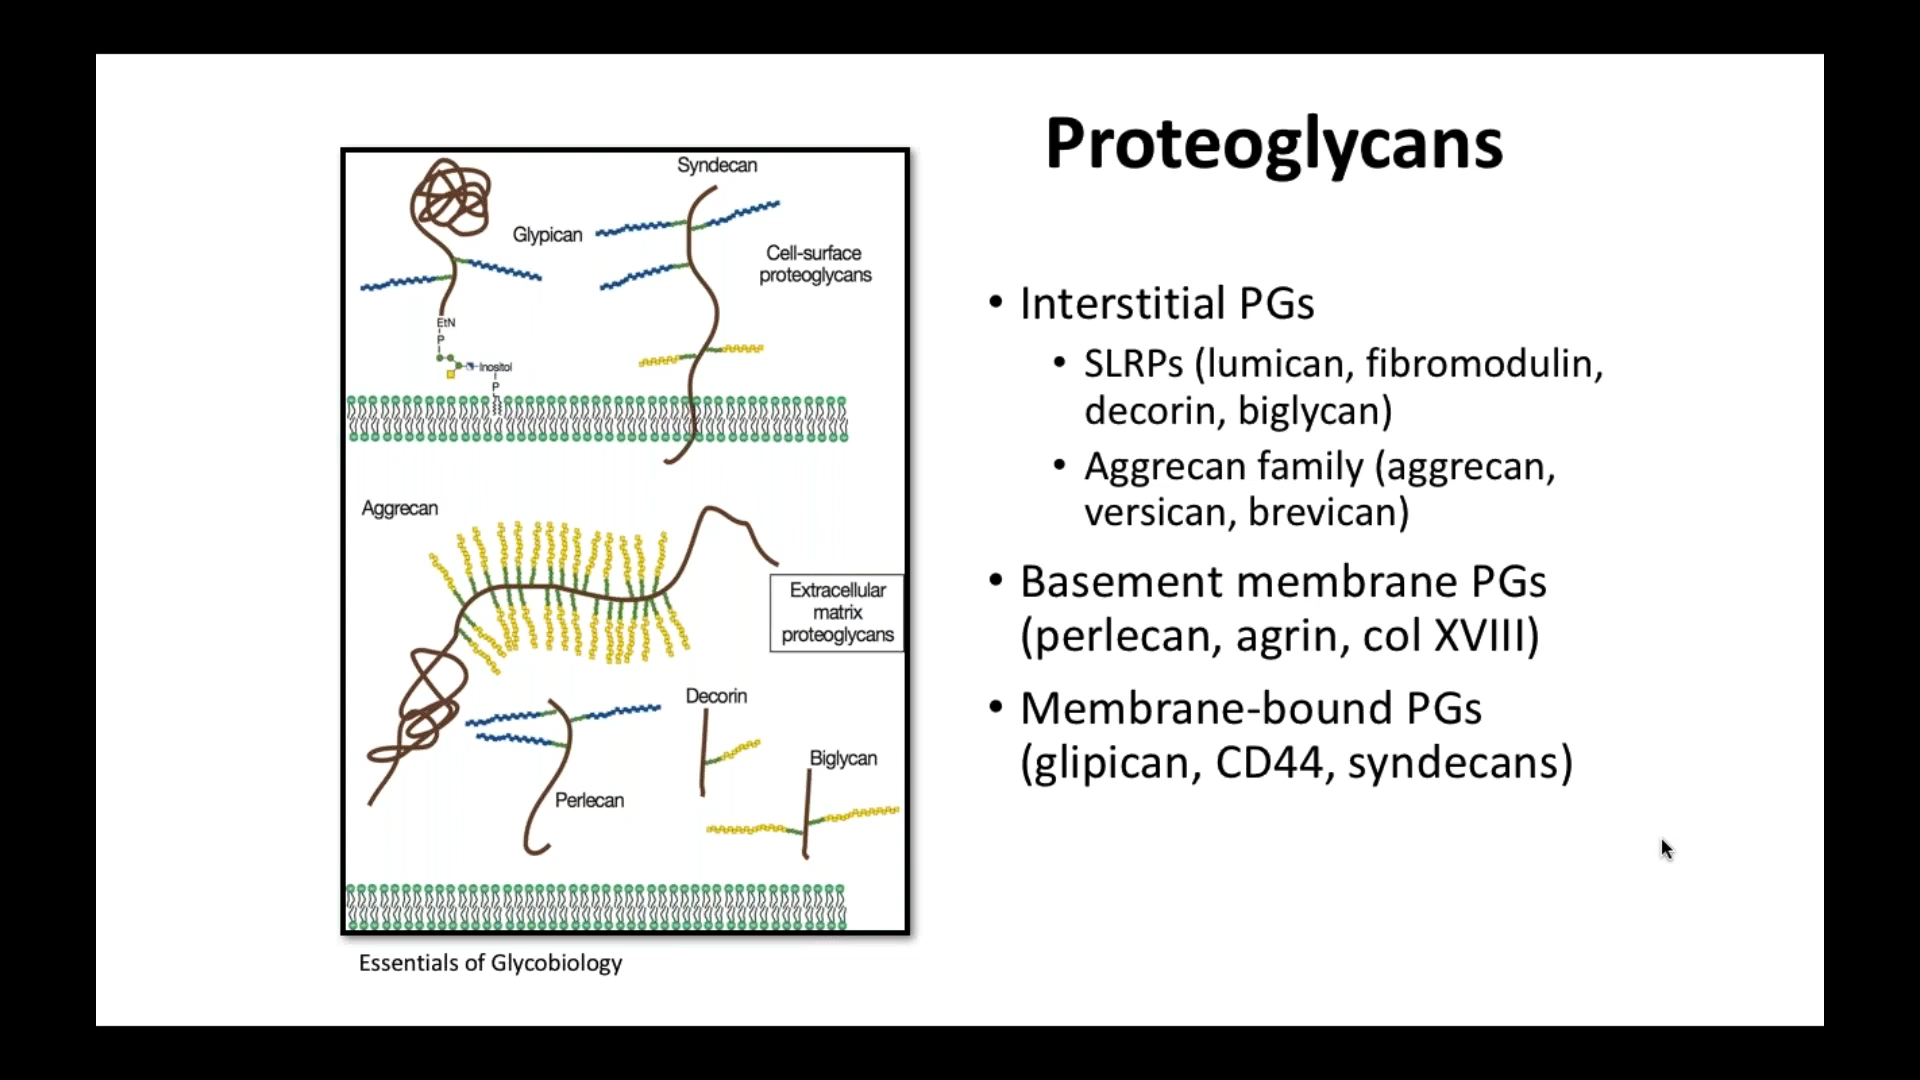 Proteoglycans
Syndecan
Glypican
Cell-surface
proteoglycans
EtN
P
Inositol
P
Aggrecan
Extracellular
matrix
proteoglycans
Decorin
Biglycan
Perlecan
Essentials of Glycobiology
• Interstitial PGs
• SLRPs (lumican, fibromodulin,
decorin, biglycan)
• Aggrecan family (aggrecan,
versican, brevican)
• Basement membrane PGs
(perlecan, agrin, col XVIII)
• Membrane-bound PGs
(glipican, CD44, syndecans)